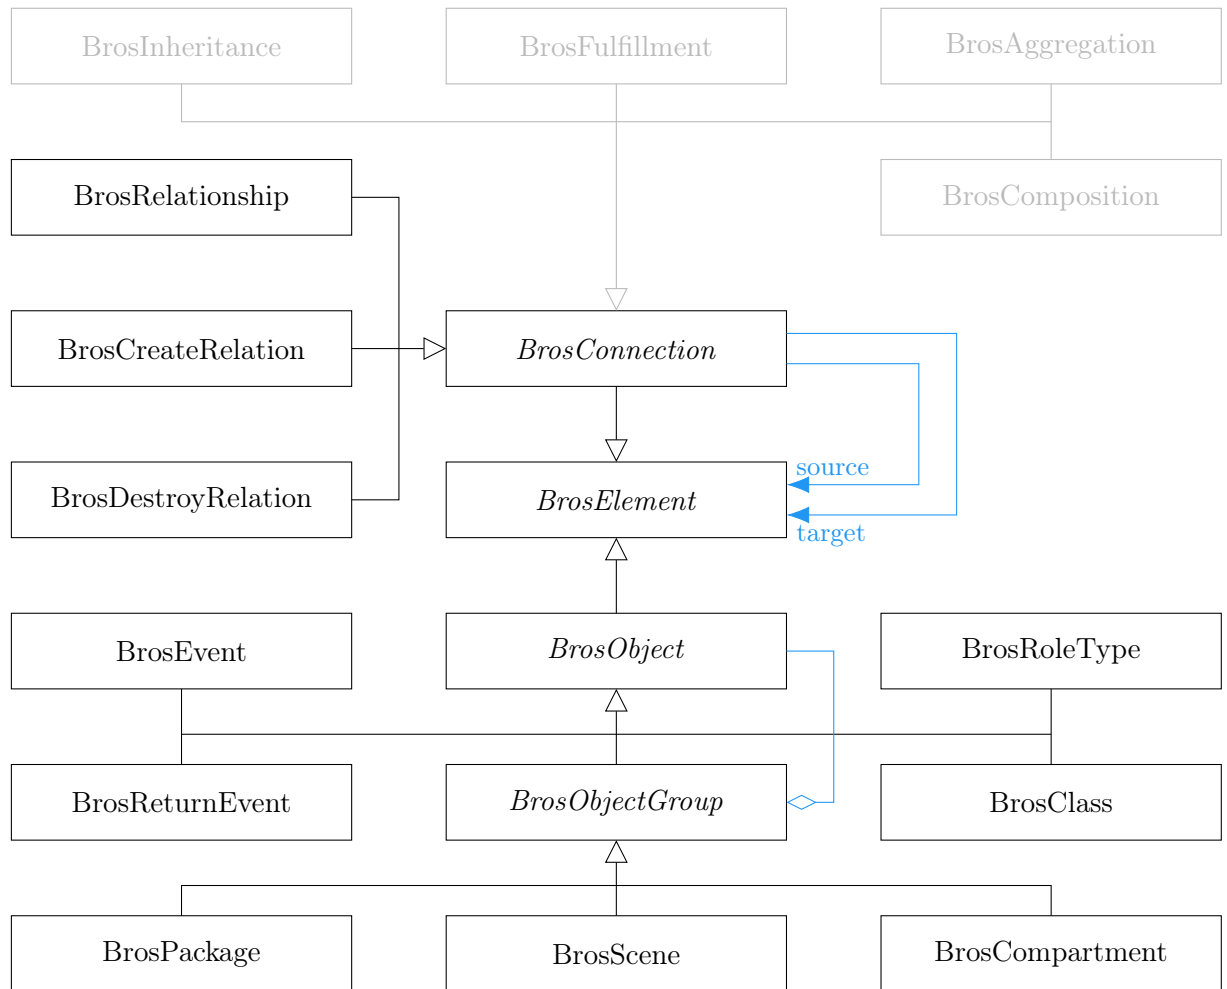 BrosInheritance
BrosFulfillment
BrosAggregation
BrosRelationship
BrosComposition
BrosCreateRelation
BrosConnection
source
BrosDestroyRelation
BrosElement
target
BrosEvent
BrosObject
BrosRoleType
BrosReturnEvent
BrosObjectGroup
BrosClass
BrosPackage
BrosScene
BrosCompartment